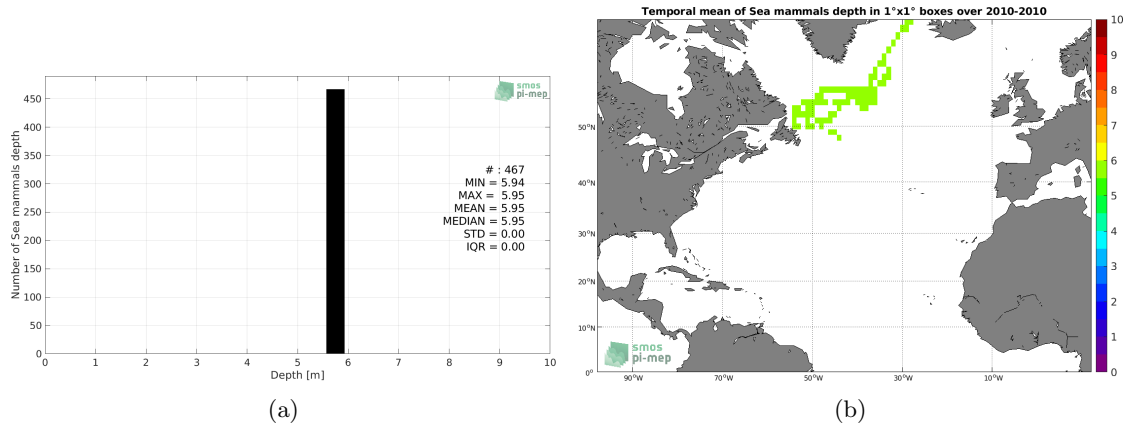 Temporal mean of Sea mammals depth in 1°x1° boxes over 2010-2010
smos
pi-mep
Number of Sea mammals depth
450
400
350
300
250
200
150
100
50
0
# : 467
MIN = 5.94
MAX = 5.95
MEAN = 5.95
MEDIAN = 5.95
STD = 0.00
IQR = 0.00
0 1 2 3 4 5 6 7 8 9 10
Depth [m]
(a)
50°N
40°N
30°N
20°N
10°N
0°
90°W 70°W 50°W 30°W 10°W
smos
pi-mep
10
9
8
7
6
5
4
3
2
1
0
(b)